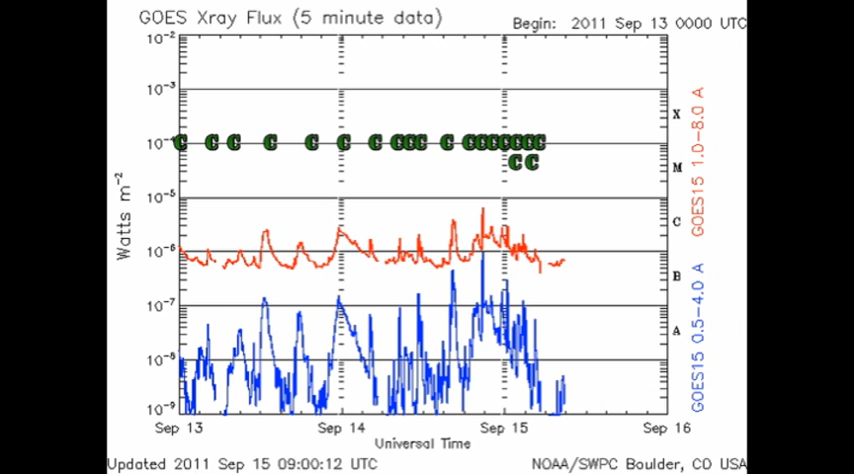 GOES Xray Flux (5 minute data)
Begin: 2011 Sep 13 0000 UTC
10-2
10-3
10-4
10-5
10-6
10-7
10-8
10-9
Watts m-2
C C C C C C C C C C C C C C C C C C
C C
X
M
C
B
A
GOES15 1.0-8.0 A
GOES15 0.5-4.0 A
Sep 13
Sep 14
Sep 15
Sep 16
Universal Time
Updated 2011 Sep 15 09:00:12 UTC
NOAA/SWPC Boulder, CO USA